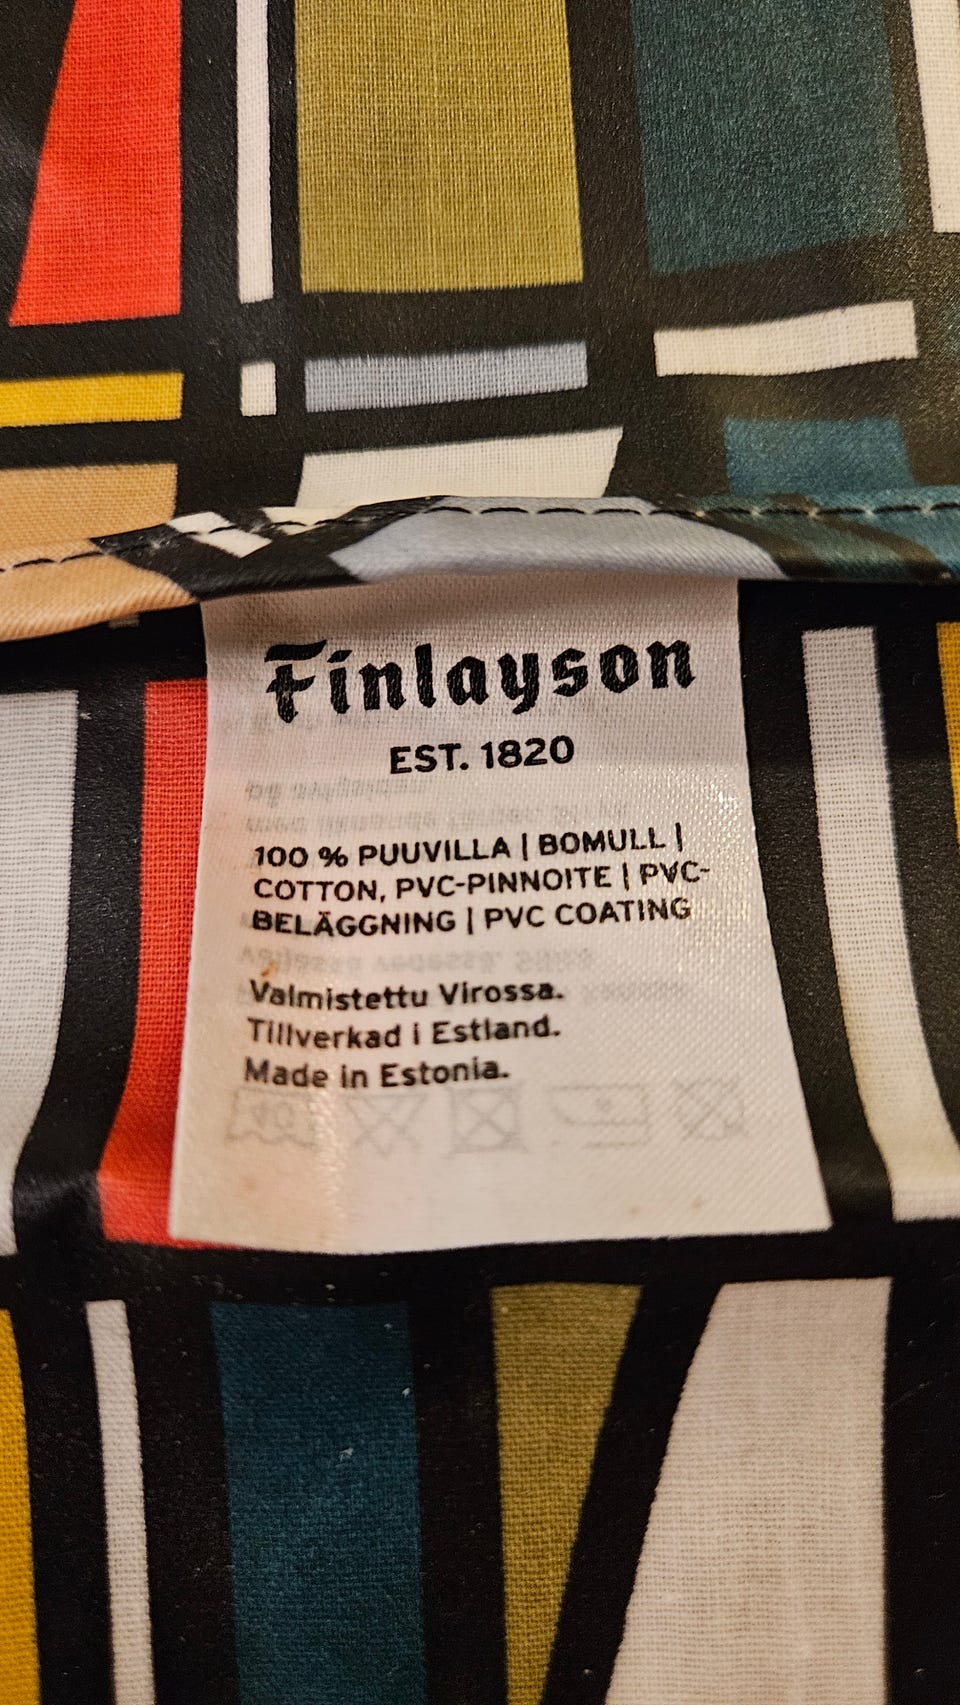 Finlayson
EST. 1820
100 % PUUVILLA | BOMULL |
COTTON, PVC-PINNOITE | PVC-
BELÄGGNING | PVC COATING
Valmistettu Virossa.
Tillverkad i Estland.
Made in Estonia.